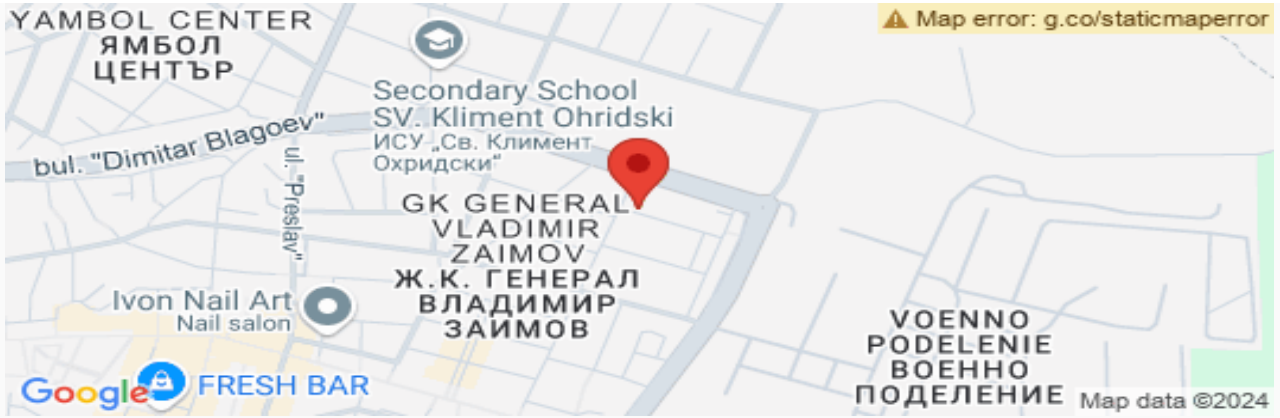 YAMBOL CENTER
ЯМБОЛ
ЦЕНТЪР
Map error: g.co/staticmaperror
Secondary School
SV. Kliment Ohridski
ИСУ „Св. Климент
Охридски“
bul. "Dimitar Blagoev"
ul. "Preslav"
GK GENERAL
VLADIMIR
ZAIMOV
Ж.К. ГЕНЕРАЛ
ВЛАДИМИР
ЗАИМОВ
Ivon Nail Art
Nail salon
VOENNO
PODELENIE
ВОЕННО
ПОДЕЛЕНИЕ
FRESH BAR
Google
Map data ©2024